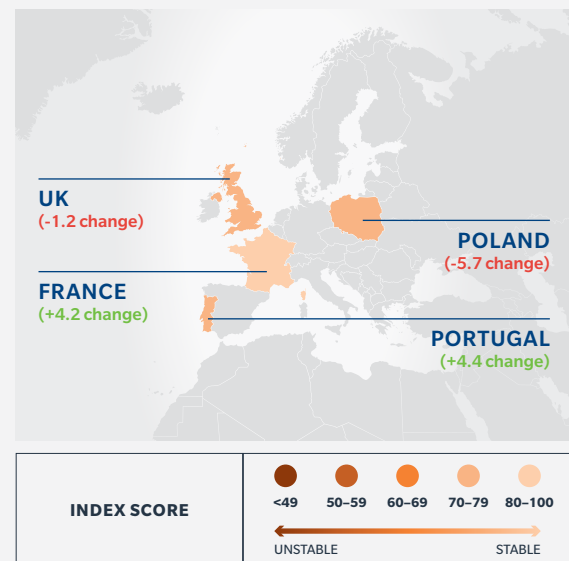 UK
(-1.2 change)
FRANCE
(+4.2 change)
POLAND
(-5.7 change)
PORTUGAL
(+4.4 change)
INDEX SCORE
<49 50–59 60–69 70–79 80–100
UNSTABLE STABLE